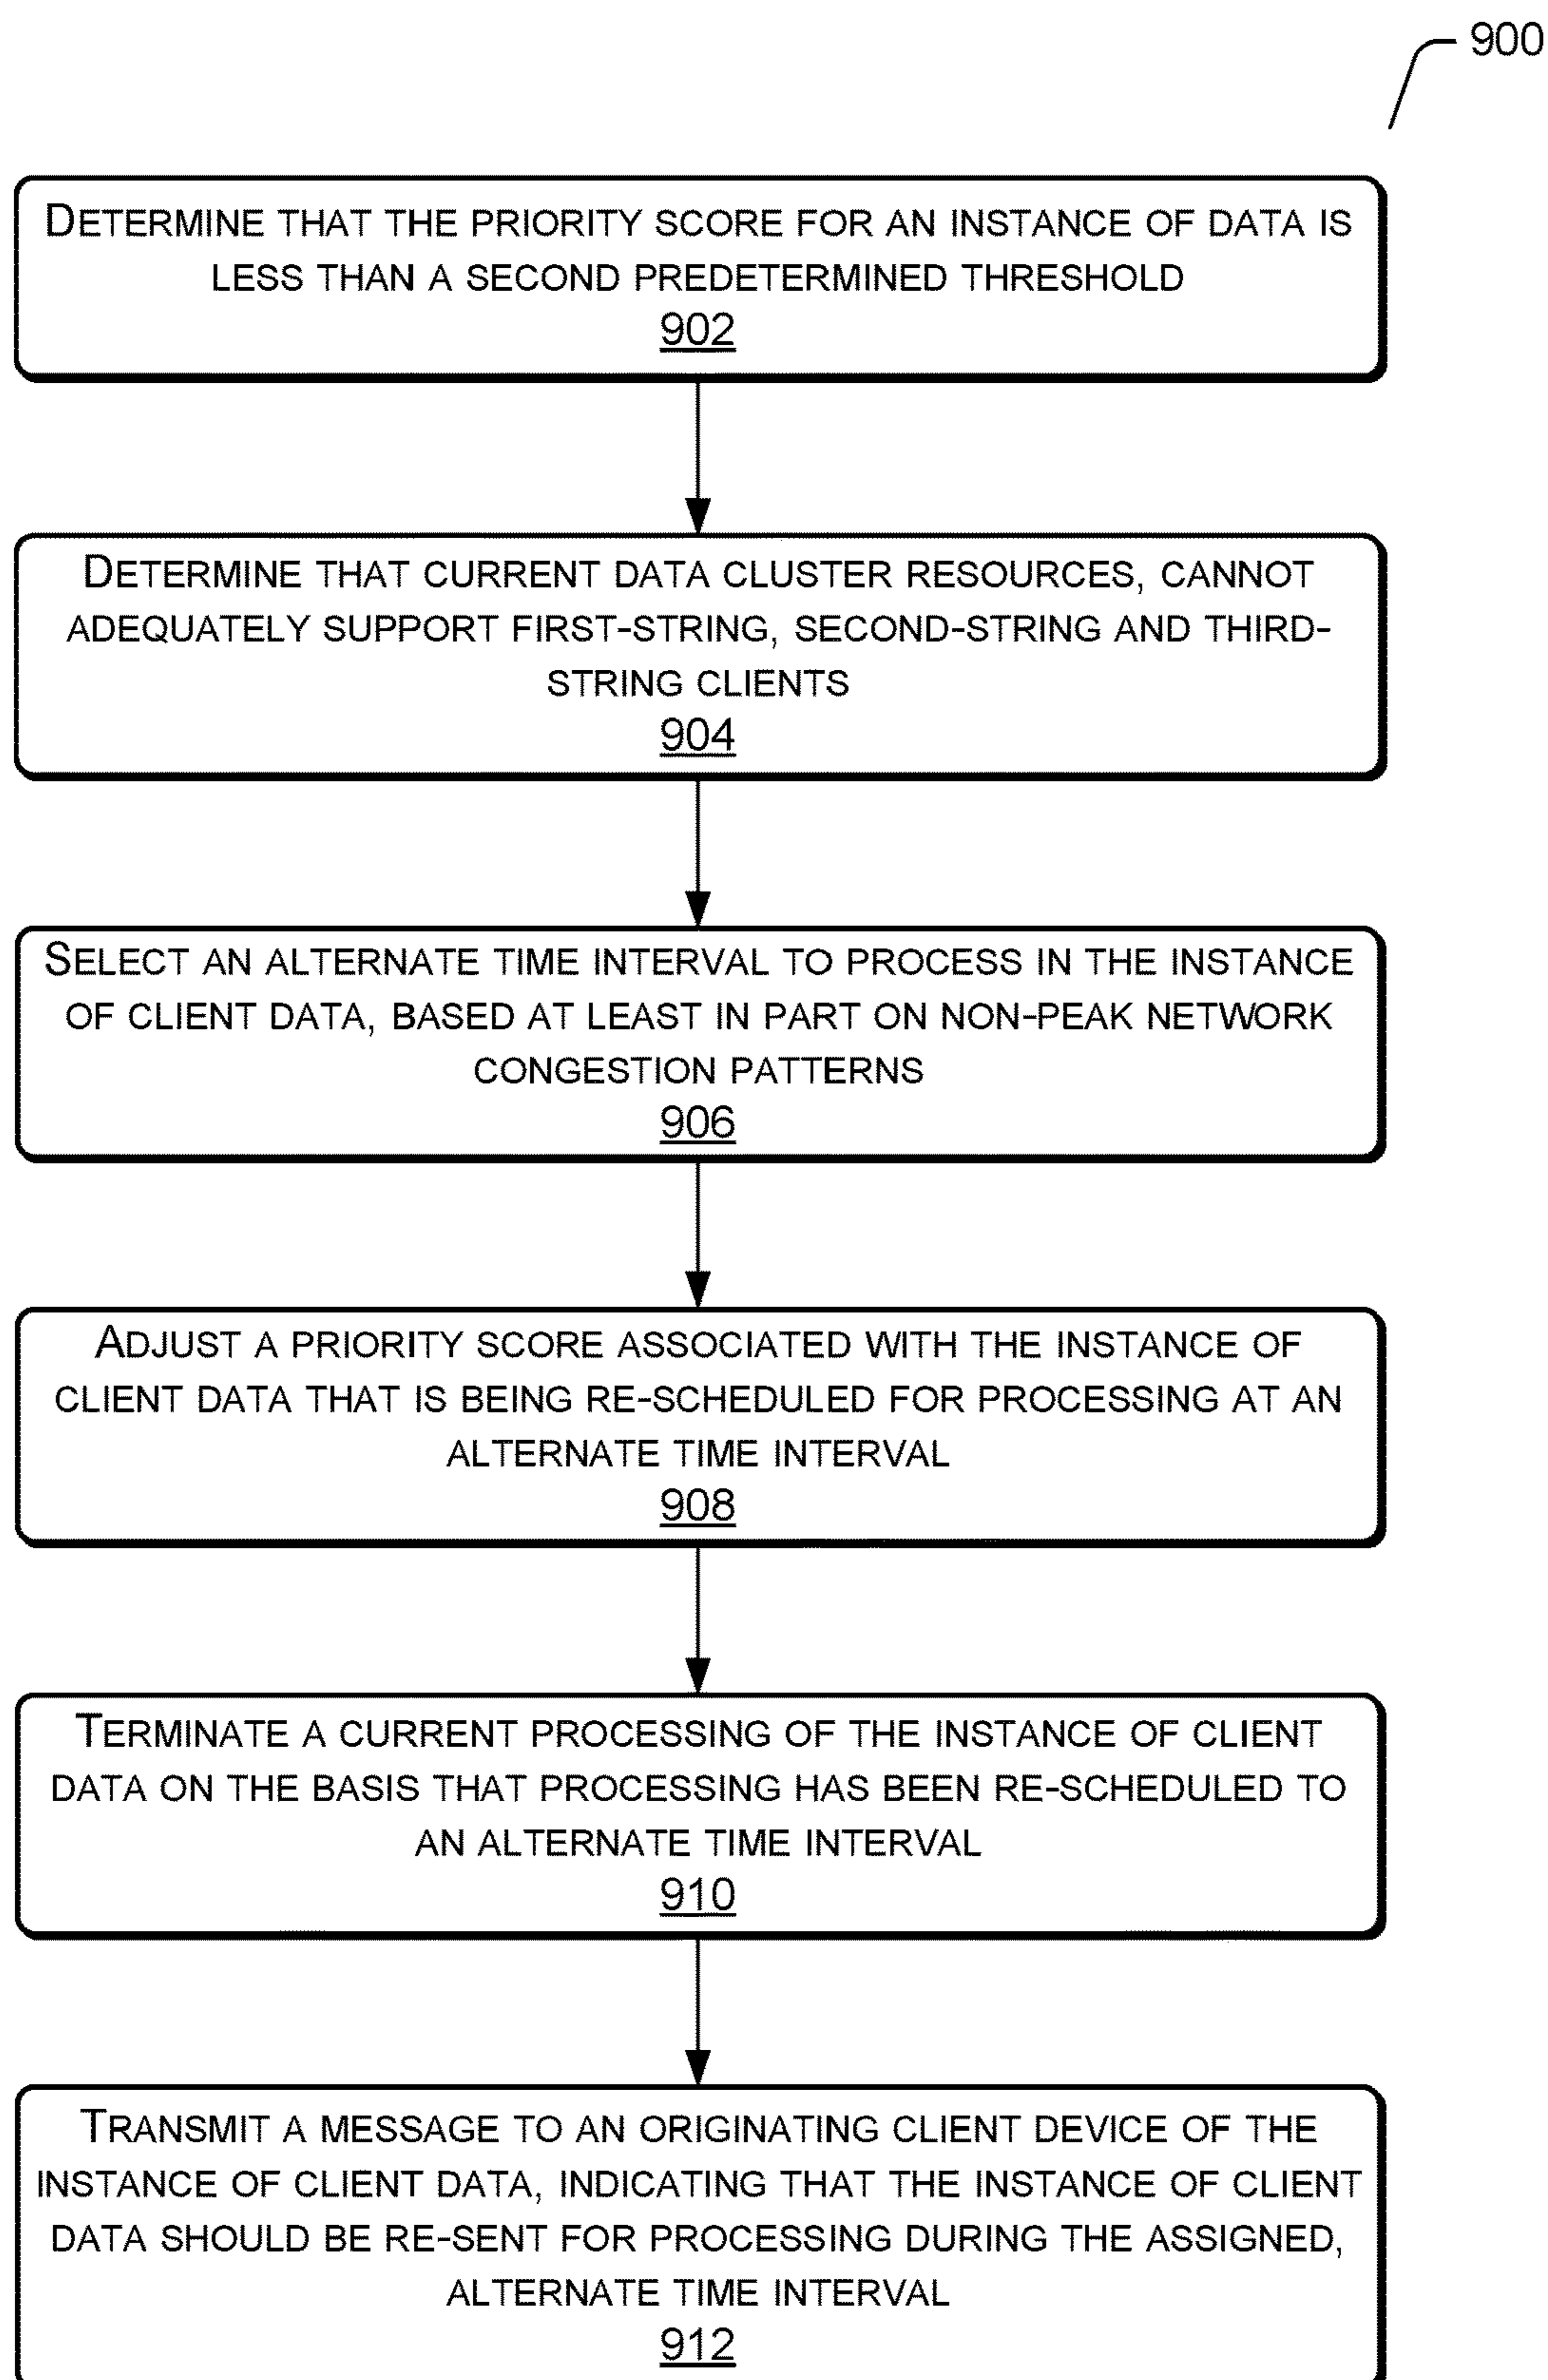 900
DETERMINE THAT THE PRIORITY SCORE FOR AN INSTANCE OF DATA IS
LESS THAN A SECOND PREDETERMINED THRESHOLD
902
DETERMINE THAT CURRENT DATA CLUSTER RESOURCES, CANNOT
ADEQUATELY SUPPORT FIRST-STRING, SECOND-STRING AND THIRD-
STRING CLIENTS
904
SELECT AN ALTERNATE TIME INTERVAL TO PROCESS IN THE INSTANCE
OF CLIENT DATA, BASED AT LEAST IN PART ON NON-PEAK NETWORK
CONGESTION PATTERNS
906
ADJUST A PRIORITY SCORE ASSOCIATED WITH THE INSTANCE OF
CLIENT DATA THAT IS BEING RE-SCHEDULED FOR PROCESSING AT AN
ALTERNATE TIME INTERVAL
908
TERMINATE A CURRENT PROCESSING OF THE INSTANCE OF CLIENT
DATA ON THE BASIS THAT PROCESSING HAS BEEN RE-SCHEDULED TO
AN ALTERNATE TIME INTERVAL
910
TRANSMIT A MESSAGE TO AN ORIGINATING CLIENT DEVICE OF THE
INSTANCE OF CLIENT DATA, INDICATING THAT THE INSTANCE OF CLIENT
DATA SHOULD BE RE-SENT FOR PROCESSING DURING THE ASSIGNED,
ALTERNATE TIME INTERVAL
912